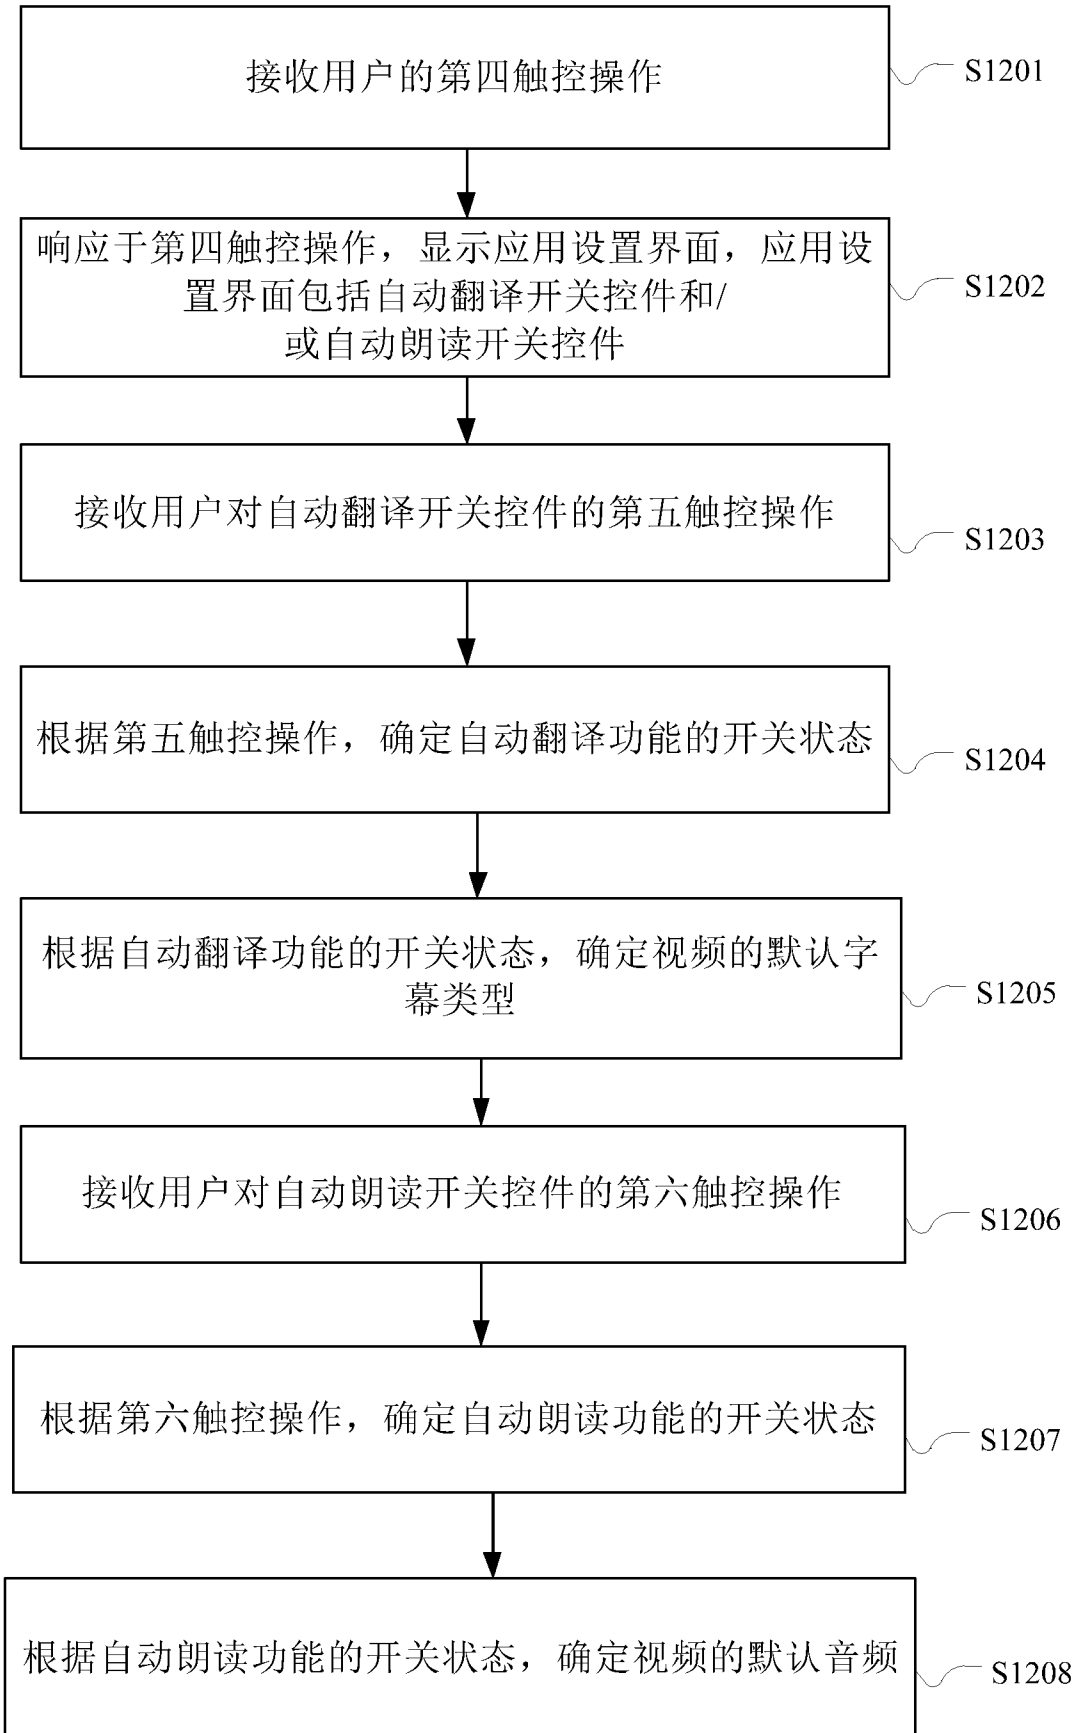 接收用户的第四触控操作
S1201
响应于第四触控操作，显示应用设置界面，应用设
置界面包括自动翻译开关控件和/
或自动朗读开关控件
S1202
接收用户对自动翻译开关控件的第五触控操作
S1203
根据第五触控操作，确定自动翻译功能的开关状态
S1204
根据自动翻译功能的开关状态，确定视频的默认字
幕类型
S1205
接收用户对自动朗读开关控件的第六触控操作
S1206
根据第六触控操作，确定自动朗读功能的开关状态
S1207
根据自动朗读功能的开关状态，确定视频的默认音频
S1208